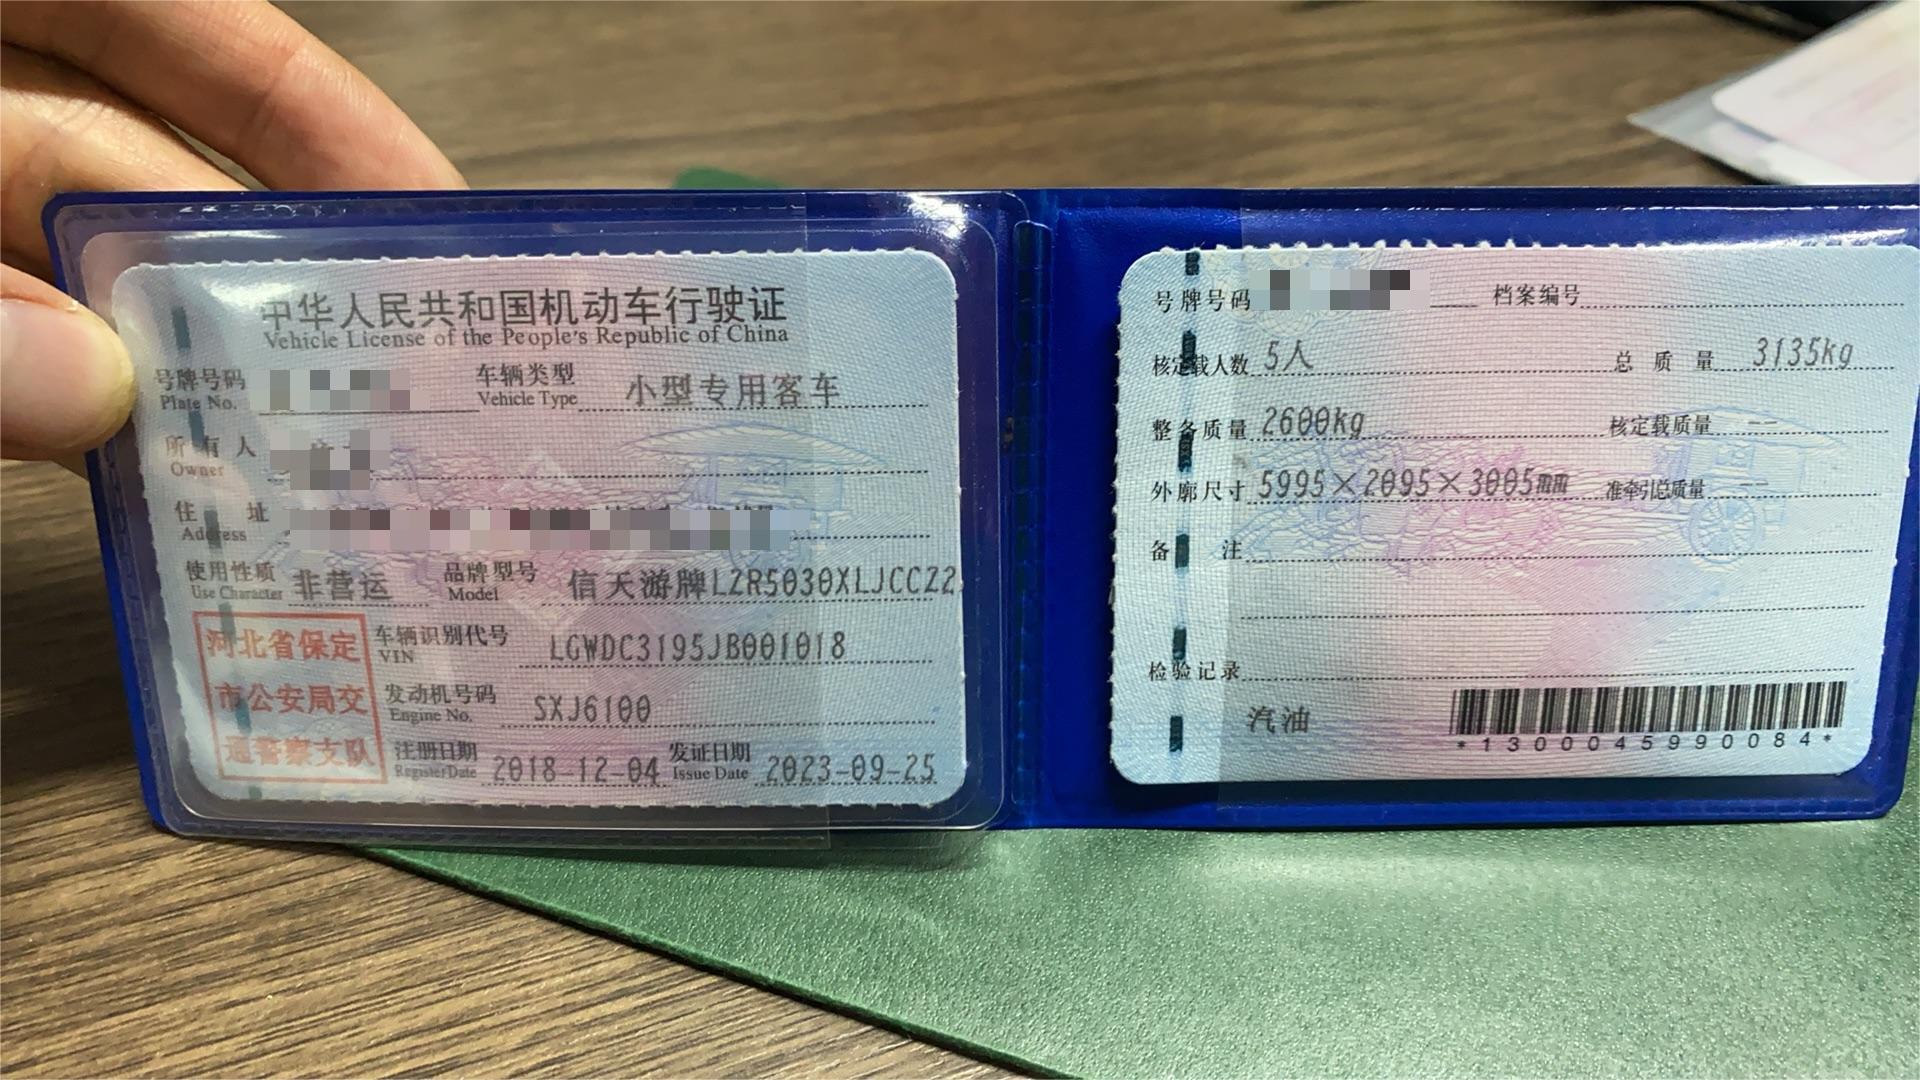 中华人民共和国机动车行驶证
Vehicle License of the People's Republic of China
号牌号码 车辆类型 小型专用客车
Plate No. Vehicle Type
所有人
Owner
住址
Address
使用性质 非营运 品牌型号 信天游牌LZR5030XLJCCZ2
Use Character Model
河北省保定
市公安局交
通警察支队
车辆识别代号 LGWDC3195JB001018
VIN
发动机号码 SXJ6100
Engine No.
注册日期 2018-12-04 发证日期 2023-09-25
Register Date Issue Date
号牌号码 档案编号
核定载人数 5人 总质量 3135kg
整备质量 2600kg 核定载质量 --
外廓尺寸 5995×2095×3005mm 准牵引总质量 --
备注
检验记录
汽油
*1300045990084*